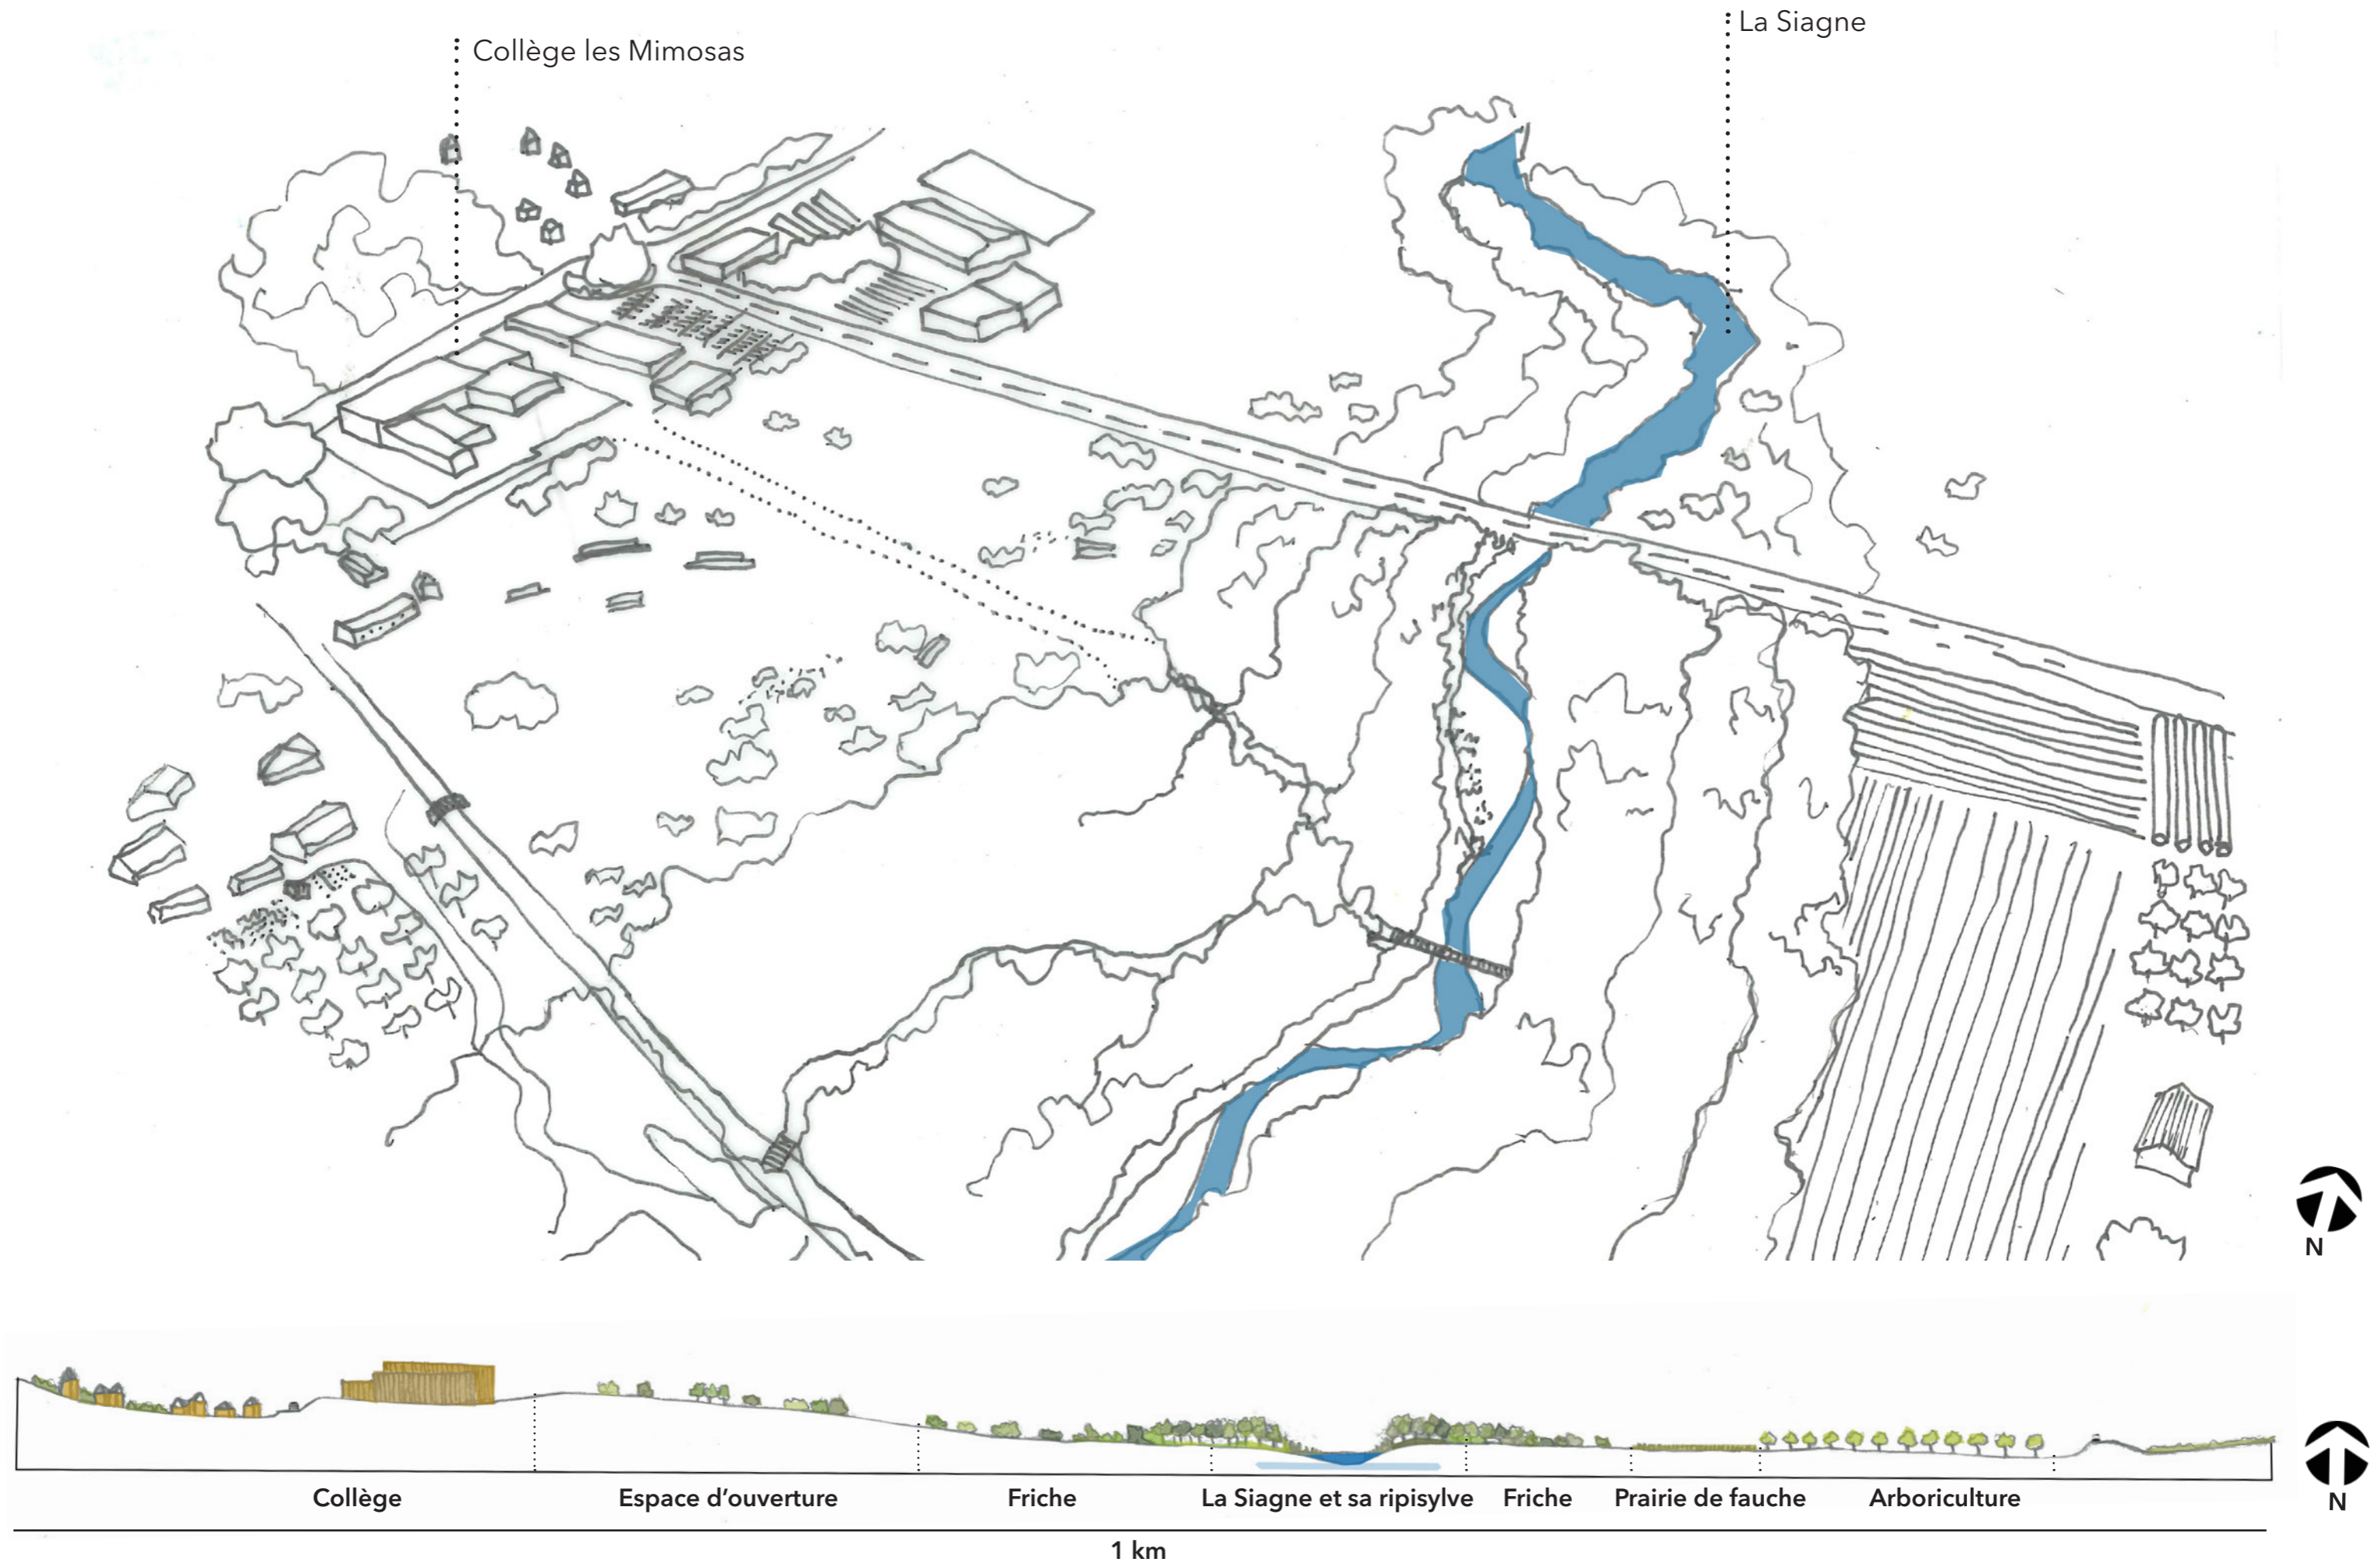 La Siagne
Collège les Mimosas
N
Collège
Espace d'ouverture
Friche
La Siagne et sa ripisylve
Friche
Prairie de fauche
Arboriculture
N
1 km